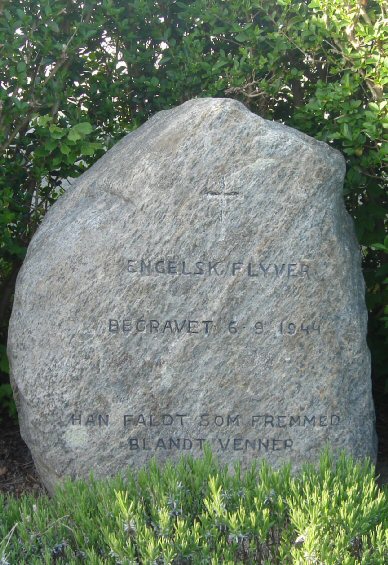 ENGELSK FLYVER
BEGRAVET 6-9 1944
HAN FALDT SOM FREMMED
BLANDT VENNER